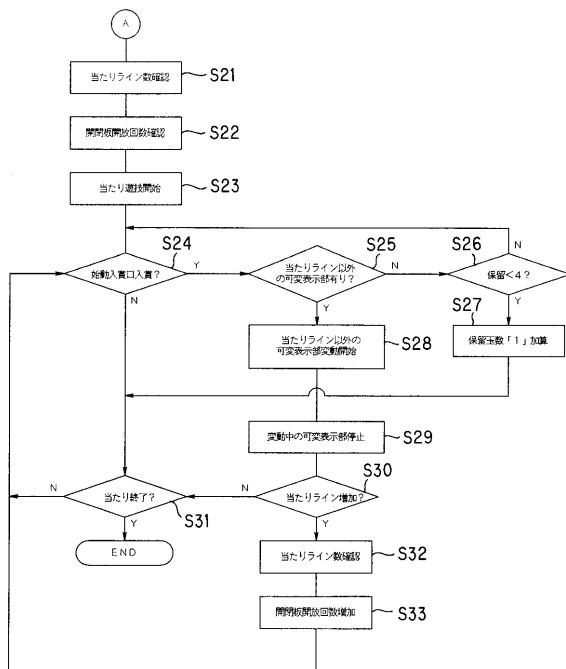 A
当たりライン数確認
S21
開閉板開放回数確認
S22
当たり遊技開始
S23
始動入賞口入賞?
S24
Y
N
当たりライン以外
の可変表示部有り?
S25
N
Y
保留<4?
S26
N
Y
保留玉数「1」加算
S27
当たりライン以外の
可変表示部変動開始
S28
変動中の可変表示部停止
S29
当たりライン増加?
S30
N
Y
当たり終了?
S31
N
Y
END
当たりライン数確認
S32
開閉板開放回数増加
S33